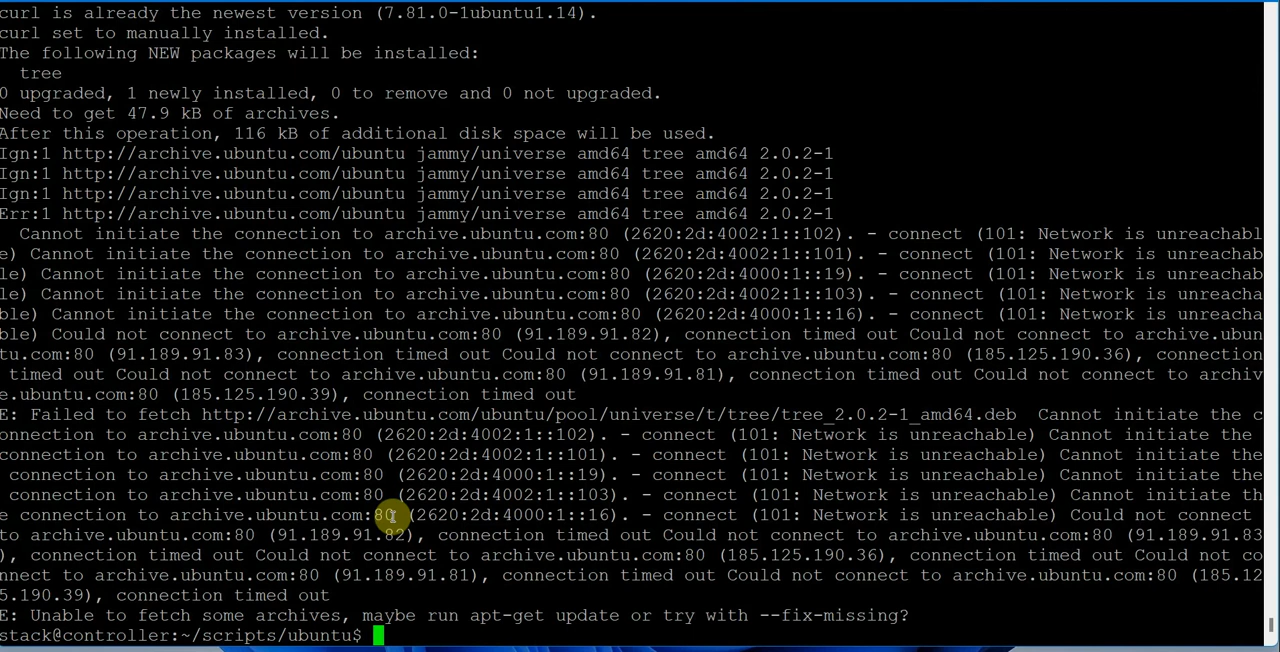 curl is already the newest version (7.81.0-1ubuntu1.14).
curl set to manually installed.
The following NEW packages will be installed:
  tree
0 upgraded, 1 newly installed, 0 to remove and 0 not upgraded.
Need to get 47.9 kB of archives.
After this operation, 116 kB of additional disk space will be used.
Ign:1 http://archive.ubuntu.com/ubuntu jammy/universe amd64 tree amd64 2.0.2-1
Ign:1 http://archive.ubuntu.com/ubuntu jammy/universe amd64 tree amd64 2.0.2-1
Ign:1 http://archive.ubuntu.com/ubuntu jammy/universe amd64 tree amd64 2.0.2-1
Err:1 http://archive.ubuntu.com/ubuntu jammy/universe amd64 tree amd64 2.0.2-1
  Cannot initiate the connection to archive.ubuntu.com:80 (2620:2d:4002:1::102). - connect (101: Network is unreachabl
e) Cannot initiate the connection to archive.ubuntu.com:80 (2620:2d:4002:1::101). - connect (101: Network is unreachab
le) Cannot initiate the connection to archive.ubuntu.com:80 (2620:2d:4000:1::19). - connect (101: Network is unreacha
le) Cannot initiate the connection to archive.ubuntu.com:80 (2620:2d:4002:1::103). - connect (101: Network is unreacha
ble) Cannot initiate the connection to archive.ubuntu.com:80 (2620:2d:4000:1::16). - connect (101: Network is unreacha
ble) Could not connect to archive.ubuntu.com:80 (91.189.91.82), connection timed out Could not connect to archive.ubun
tu.com:80 (91.189.91.83), connection timed out Could not connect to archive.ubuntu.com:80 (185.125.190.36), connection
 timed out Could not connect to archive.ubuntu.com:80 (91.189.91.81), connection timed out Could not connect to archiv
e.ubuntu.com:80 (185.125.190.39), connection timed out
E: Failed to fetch http://archive.ubuntu.com/ubuntu/pool/universe/t/tree/tree_2.0.2-1_amd64.deb  Cannot initiate the c
onnection to archive.ubuntu.com:80 (2620:2d:4002:1::102). - connect (101: Network is unreachable) Cannot initiate the
connection to archive.ubuntu.com:80 (2620:2d:4002:1::101). - connect (101: Network is unreachable) Cannot initiate the
 connection to archive.ubuntu.com:80 (2620:2d:4000:1::19). - connect (101: Network is unreachable) Cannot initiate the
 connection to archive.ubuntu.com:80 (2620:2d:4002:1::103). - connect (101: Network is unreachable) Cannot initiate th
e connection to archive.ubuntu.com:80 (2620:2d:4000:1::16). - connect (101: Network is unreachable) Could not connect
to archive.ubuntu.com:80 (91.189.91.82), connection timed out Could not connect to archive.ubuntu.com:80 (91.189.91.83
), connection timed out Could not connect to archive.ubuntu.com:80 (185.125.190.36), connection timed out Could not co
nnect to archive.ubuntu.com:80 (91.189.91.81), connection timed out Could not connect to archive.ubuntu.com:80 (185.12
5.190.39), connection timed out
E: Unable to fetch some archives, maybe run apt-get update or try with --fix-missing?
stack@controller:~/scripts/ubuntu$